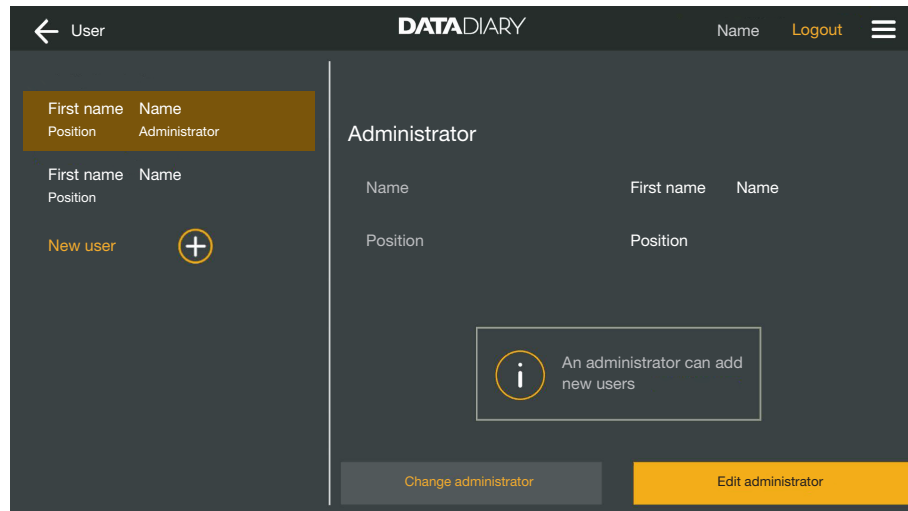 User
DATADIARY
Name Logout
First name Name
Position Administrator
First name Name
Position
New user
Administrator
Name First name Name
Position Position
i
An administrator can add
new users
Change administrator
Edit administrator